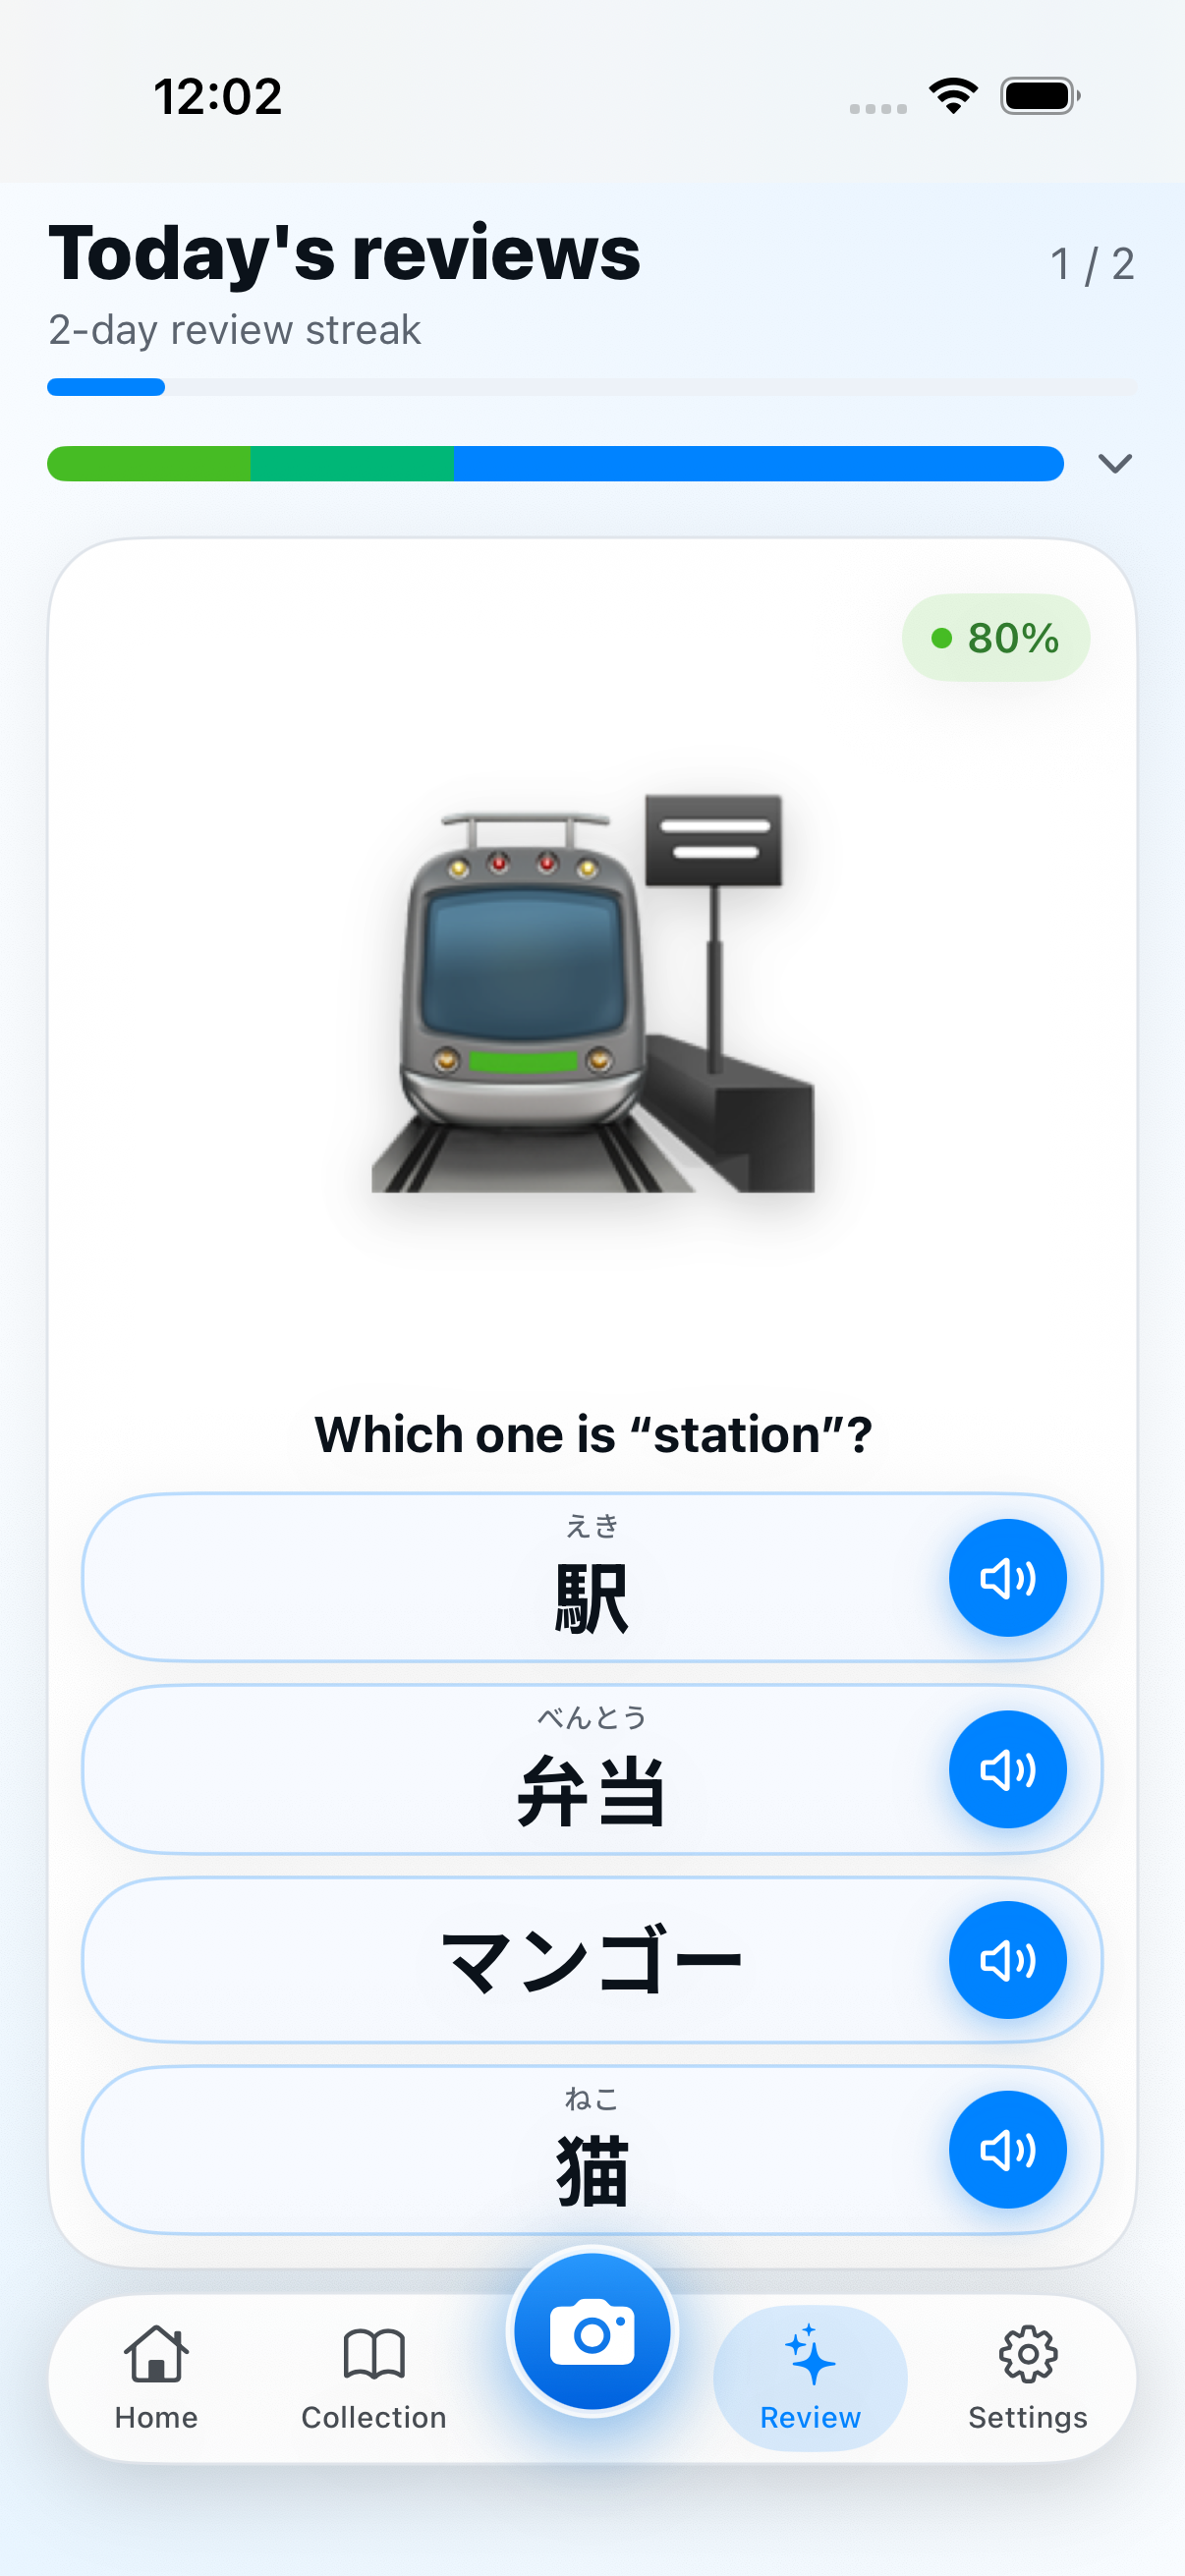 12:02
Today's reviews
1 / 2
2-day review streak
80%
Which one is “station”?
えき
駅
べんとう
弁当
マンゴー
ねこ
猫
Home
Collection
Review
Settings